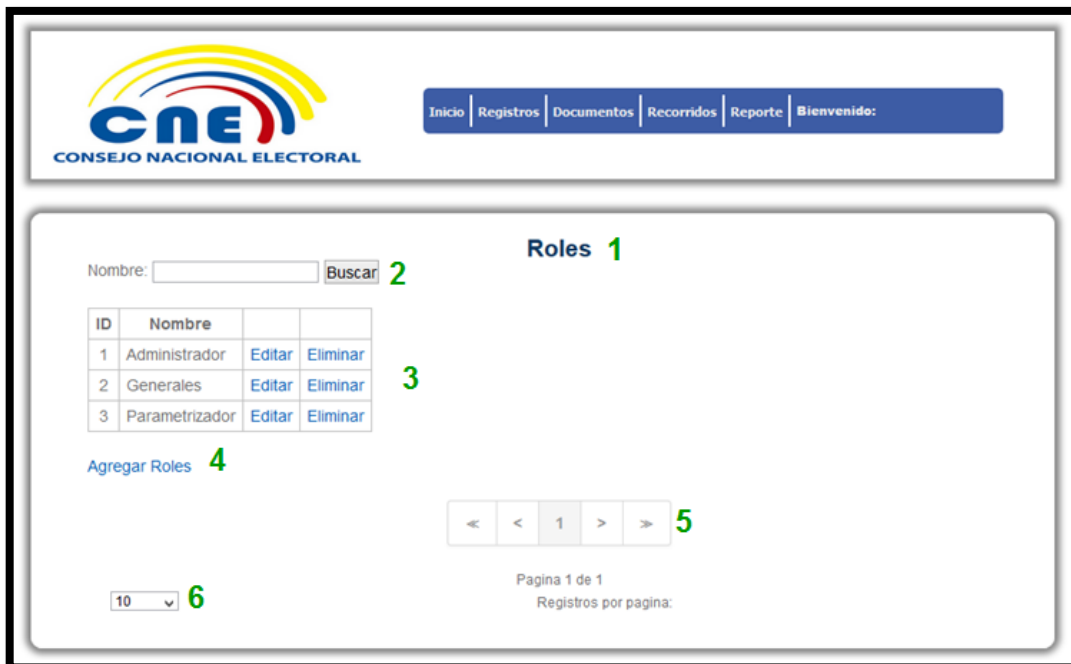 CNE
CONSEJO NACIONAL ELECTORAL
Inicio Registros Documentos Recorridos Reporte Bienvenido:
Roles 1
Nombre: Buscar 2
ID Nombre
1 Administrador Editar Eliminar
2 Generales Editar Eliminar
3 Parametrizador Editar Eliminar
3
Agregar Roles 4
≪ < 1 > ≫ 5
Pagina 1 de 1
10 6
Registros por pagina: